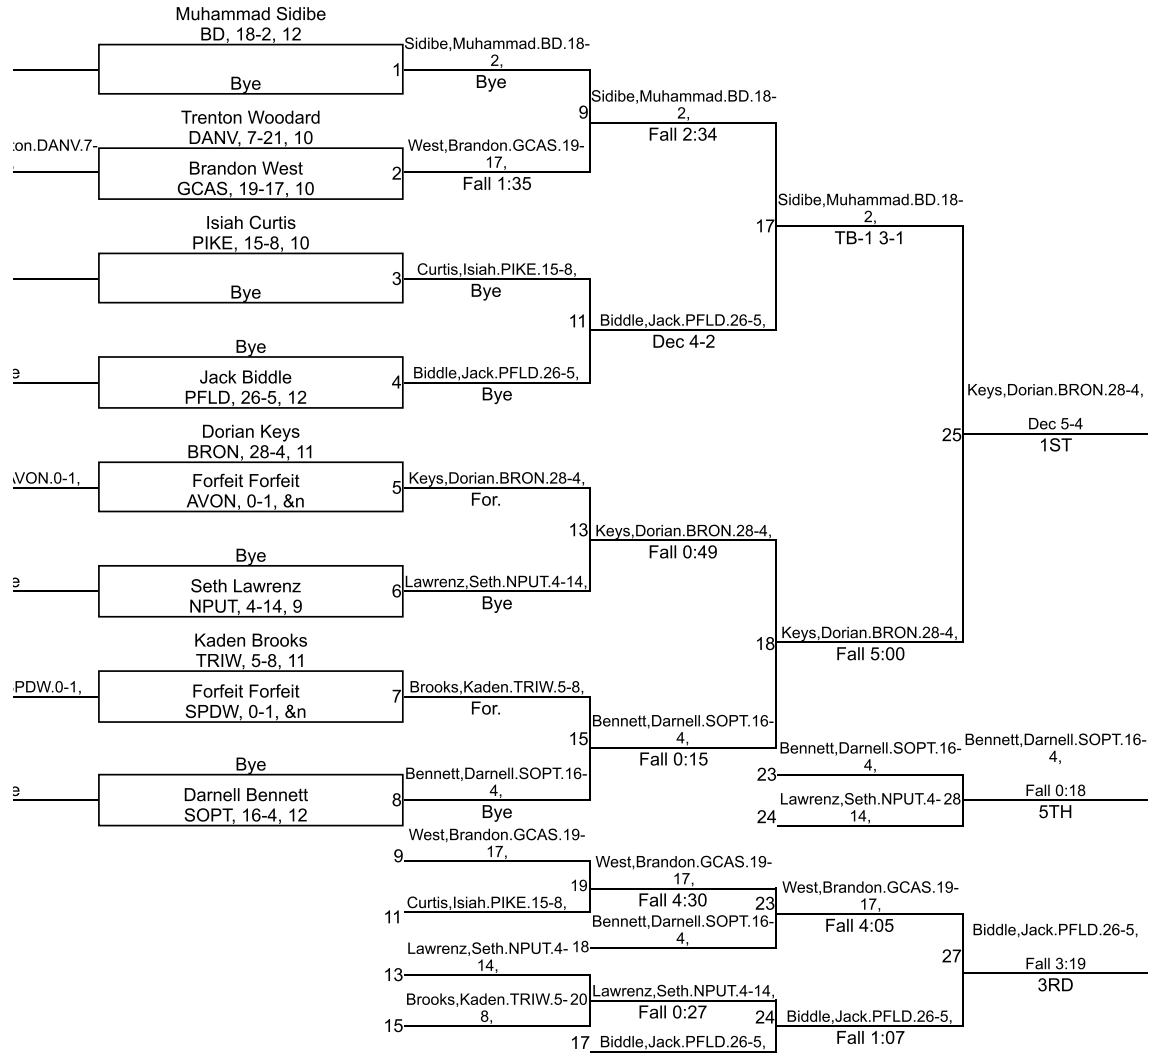 Muhammad Sidibe
BD, 18-2, 12
Bye
1
Sidibe,Muhammad.BD.18-
2,
Bye
Trenton Woodard
DANV, 7-21, 10
Brandon West
GCAS, 19-17, 10
2
ton.DANV.7-
West,Brandon.GCAS.19-
17,
Fall 1:35
9
Sidibe,Muhammad.BD.18-
2,
Fall 2:34
Isiah Curtis
PIKE, 15-8, 10
Bye
3
Curtis,Isiah.PIKE.15-8,
Bye
Bye
Jack Biddle
PFLD, 26-5, 12
4
e
Biddle,Jack.PFLD.26-5,
Bye
11
Biddle,Jack.PFLD.26-5,
Dec 4-2
17
Sidibe,Muhammad.BD.18-
2,
TB-1 3-1
Dorian Keys
BRON, 28-4, 11
Forfeit Forfeit
AVON, 0-1, &n
5
AVON.0-1,
Keys,Dorian.BRON.28-4,
For.
Bye
Seth Lawrenz
NPUT, 4-14, 9
6
e
Lawrenz,Seth.NPUT.4-14,
Bye
13
Keys,Dorian.BRON.28-4,
Fall 0:49
Kaden Brooks
TRIW, 5-8, 11
Forfeit Forfeit
SPDW, 0-1, &n
7
SPDW.0-1,
Brooks,Kaden.TRIW.5-8,
For.
Bye
Darnell Bennett
SOPT, 16-4, 12
8
e
Bennett,Darnell.SOPT.16-
4,
Bye
15
Bennett,Darnell.SOPT.16-
4,
Fall 0:15
18
Keys,Dorian.BRON.28-4,
Fall 5:00
25
Keys,Dorian.BRON.28-4,
Dec 5-4
1ST
23
Bennett,Darnell.SOPT.16-
4,
24
Lawrenz,Seth.NPUT.4-
14,
28
Bennett,Darnell.SOPT.16-
4,
Fall 0:18
5TH
9
West,Brandon.GCAS.19-
17,
11
Curtis,Isiah.PIKE.15-8,
19
West,Brandon.GCAS.19-
17,
Fall 4:30
18
Bennett,Darnell.SOPT.16-
4,
23
West,Brandon.GCAS.19-
17,
Fall 4:05
13
Lawrenz,Seth.NPUT.4-
14,
15
Brooks,Kaden.TRIW.5-
8,
20
Lawrenz,Seth.NPUT.4-14,
Fall 0:27
17
Biddle,Jack.PFLD.26-5,
24
Biddle,Jack.PFLD.26-5,
Fall 1:07
27
Biddle,Jack.PFLD.26-5,
Fall 3:19
3RD